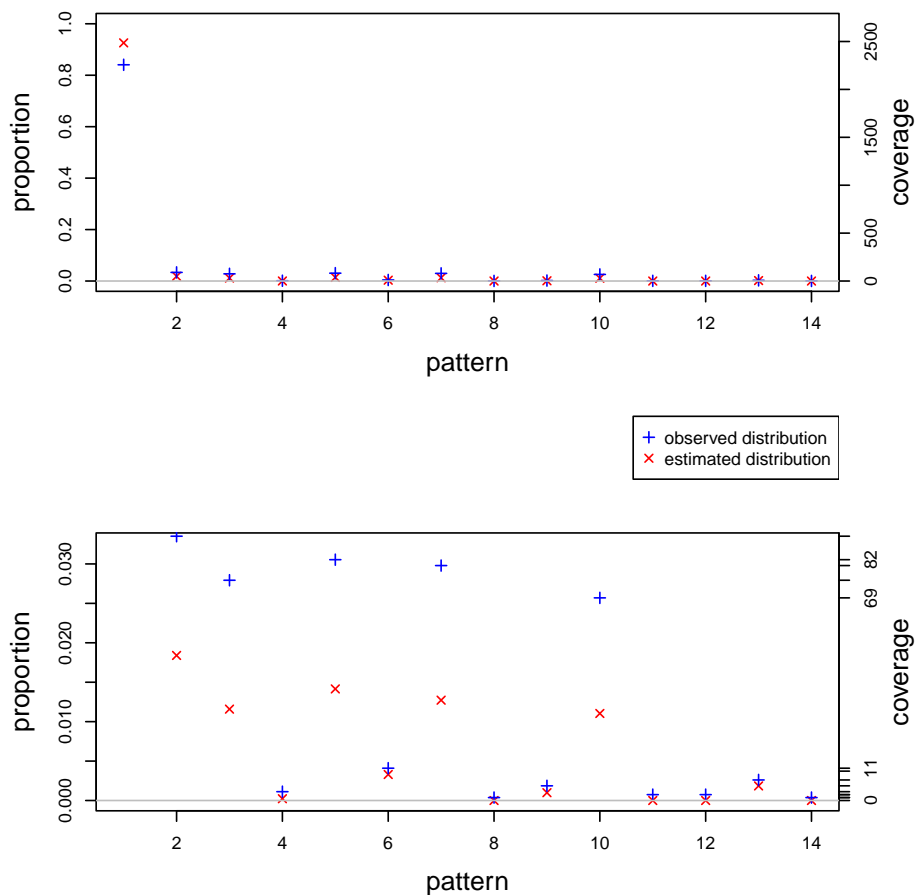 proportion
1.0
0.8
0.6
0.4
0.2
0.0
2500
1500
500
0
coverage
2 4 6 8 10 12 14
pattern
+ observed distribution
× estimated distribution
proportion
0.030
0.020
0.010
0.000
82
69
11
0
coverage
2 4 6 8 10 12 14
pattern